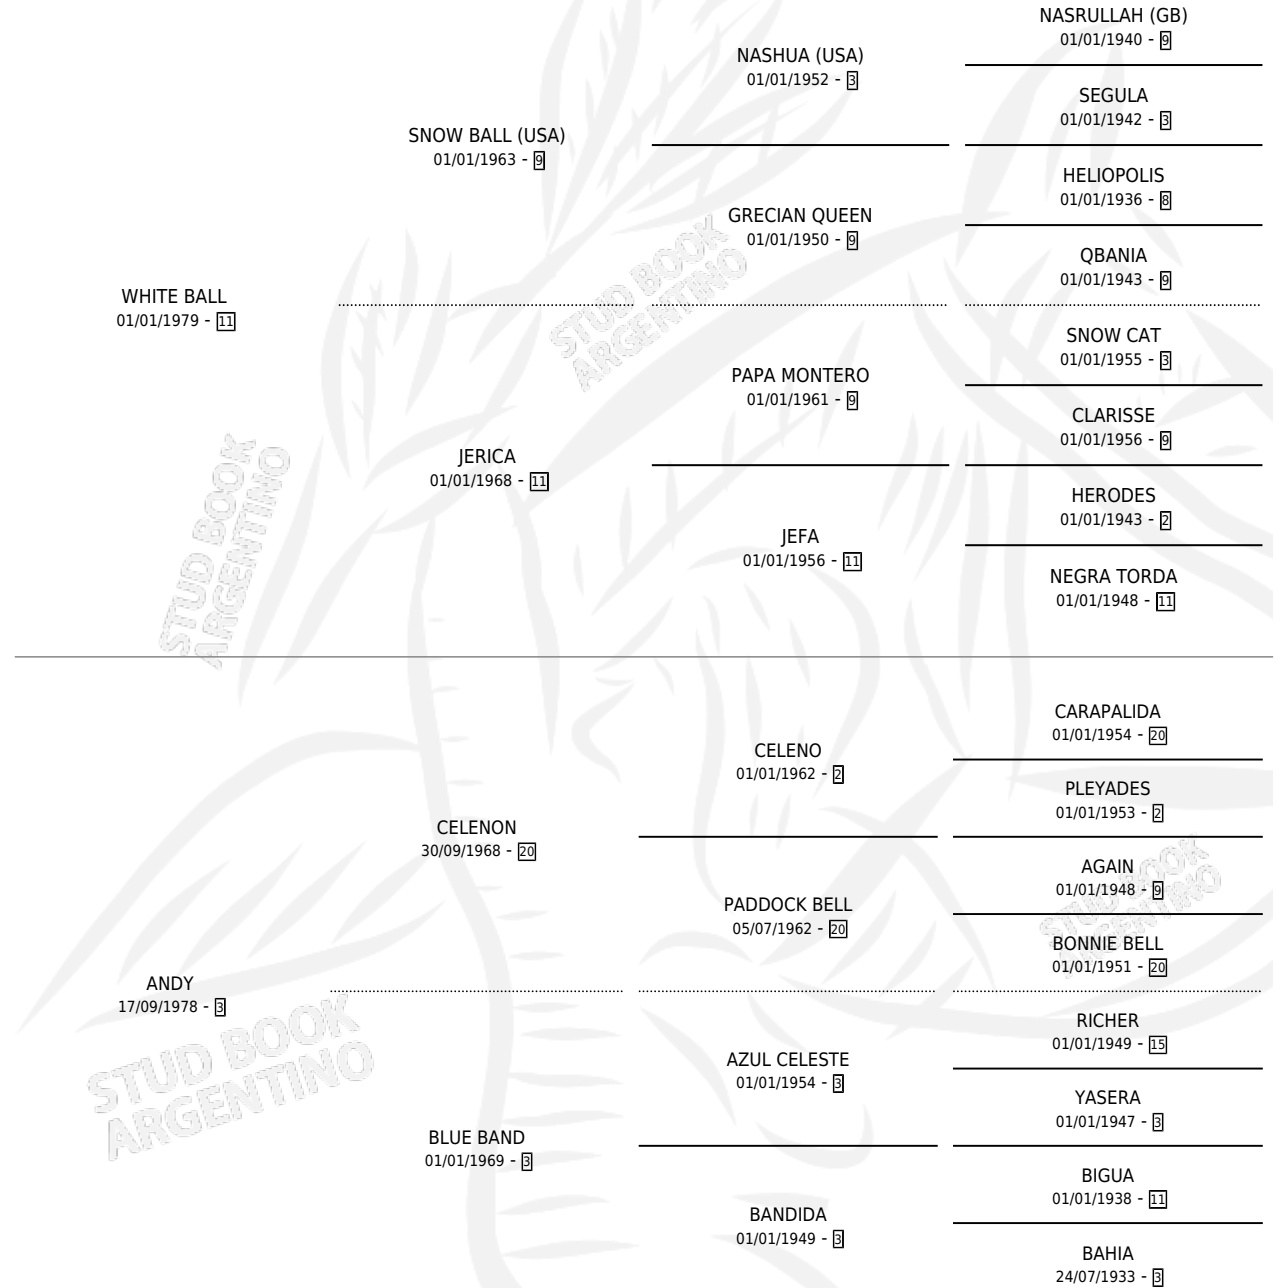 NASRULLAH (GB)
01/01/1940 - 9
NASHUA (USA)
01/01/1952 - 3
SEGULA
01/01/1942 - 3
SNOW BALL (USA)
01/01/1963 - 9
HELIOPOLIS
01/01/1936 - 8
GRECIAN QUEEN
01/01/1950 - 9
QBANIA
01/01/1943 - 9
WHITE BALL
01/01/1979 - 11
STUD BOOK
ARGENTINO
SNOW CAT
01/01/1955 - 3
PAPA MONTERO
01/01/1961 - 9
CLARISSE
01/01/1956 - 9
JERICA
01/01/1968 - 11
HERODES
01/01/1943 - 2
JEFA
01/01/1956 - 11
NEGRA TORDA
01/01/1948 - 11
STUD BOOK
ARGENTINO
CARAPALIDA
01/01/1954 - 20
CELENO
01/01/1962 - 2
PLEYADES
01/01/1953 - 2
CELENON
30/09/1968 - 20
AGAIN
01/01/1948 - 9
PADDOCK BELL
05/07/1962 - 20
BONNIE BELL
01/01/1951 - 20
STUD BOOK
ARGENTINO
ANDY
17/09/1978 - 3
RICHER
01/01/1949 - 15
AZUL CELESTE
01/01/1954 - 3
YASERA
01/01/1947 - 3
STUD BOOK
ARGENTINO
BLUE BAND
01/01/1969 - 3
BIGUA
01/01/1938 - 11
BANDIDA
01/01/1949 - 3
BAHIA
24/07/1933 - 3